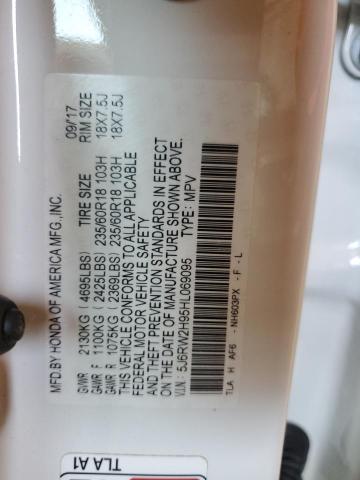 MFD.BY HONDA OF AMERICA MFG.,INC. 09/17
TIRE SIZE RIM SIZE
GVWR 2130KG (4695LBS)
GAWR F 1100KG (2425LBS) 235/60R18 103H 18X7.5J
GAWR R 1075KG (2369LBS) 235/60R18 103H 18X7.5J
THIS VEHICLE CONFORMS TO ALL APPLICABLE
FEDERAL MOTOR VEHICLE SAFETY
AND THEFT PREVENTION STANDARDS IN EFFECT
ON THE DATE OF MANUFACTURE SHOWN ABOVE.
V.I.N.: 5J6RW2H95HL069095 TYPE: MPV
TLA H AF6 - NH603PX - F - L
TLA A1